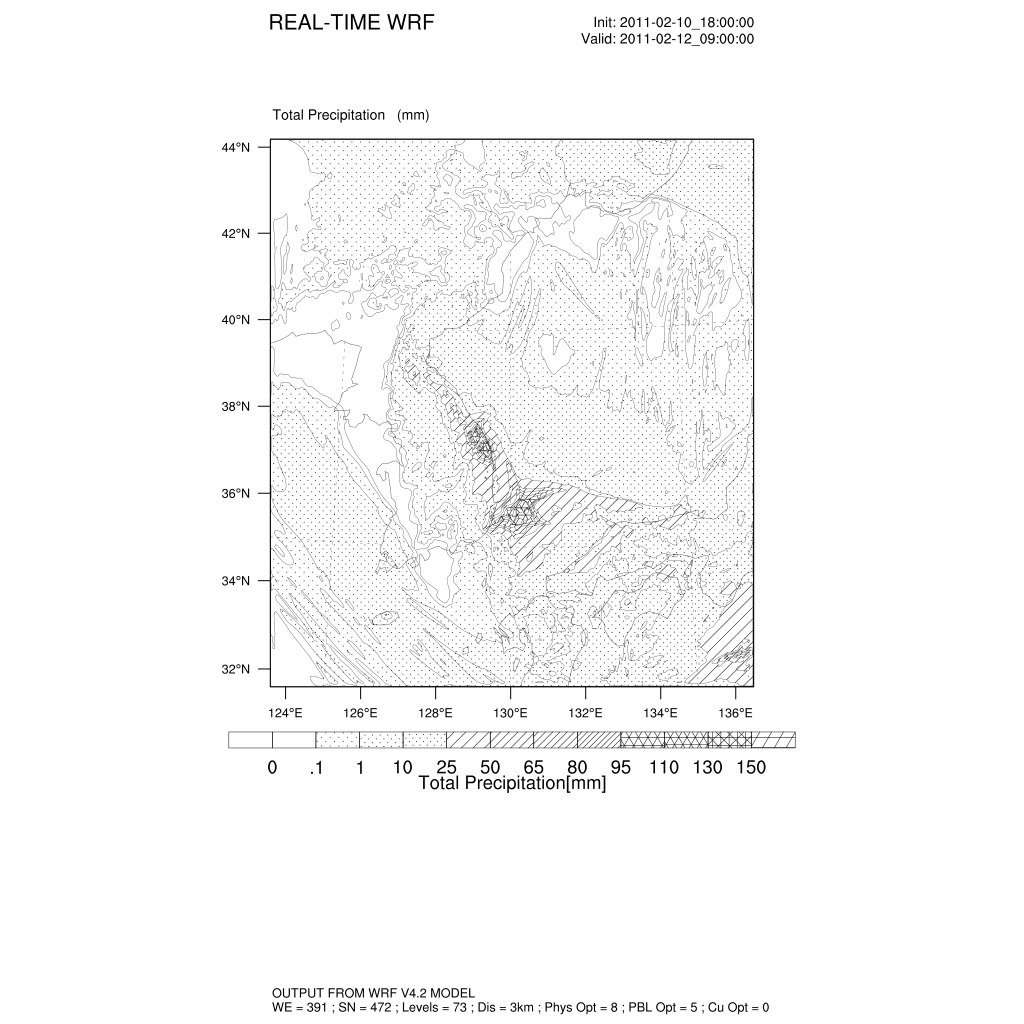 REAL-TIME WRF
Init: 2011-02-10_18:00:00
Valid: 2011-02-12_09:00:00
Total Precipitation (mm)
44°N
42°N
40°N
38°N
36°N
34°N
32°N
124°E 126°E 128°E 130°E 132°E 134°E 136°E
0 .1 1 10 25 50 65 80 95 110 130 150
Total Precipitation[mm]
OUTPUT FROM WRF V4.2 MODEL
WE = 391 ; SN = 472 ; Levels = 73 ; Dis = 3km ; Phys Opt = 8 ; PBL Opt = 5 ; Cu Opt = 0